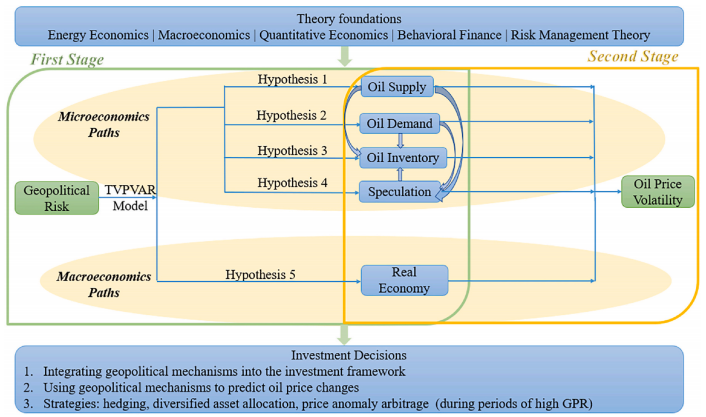 Theory foundations
Energy Economics | Macroeconomics | Quantitative Economics | Behavioral Finance | Risk Management Theory
First Stage
Second Stage
Microeconomics
Paths
Hypothesis 1
Oil Supply
Hypothesis 2
Oil Demand
Hypothesis 3
Oil Inventory
Hypothesis 4
Speculation
Geopolitical
Risk
TVPVAR
Model
Oil Price
Volatility
Macroeconomics
Paths
Hypothesis 5
Real
Economy
Investment Decisions
1. Integrating geopolitical mechanisms into the investment framework
2. Using geopolitical mechanisms to predict oil price changes
3. Strategies: hedging, diversified asset allocation, price anomaly arbitrage (during periods of high GPR)